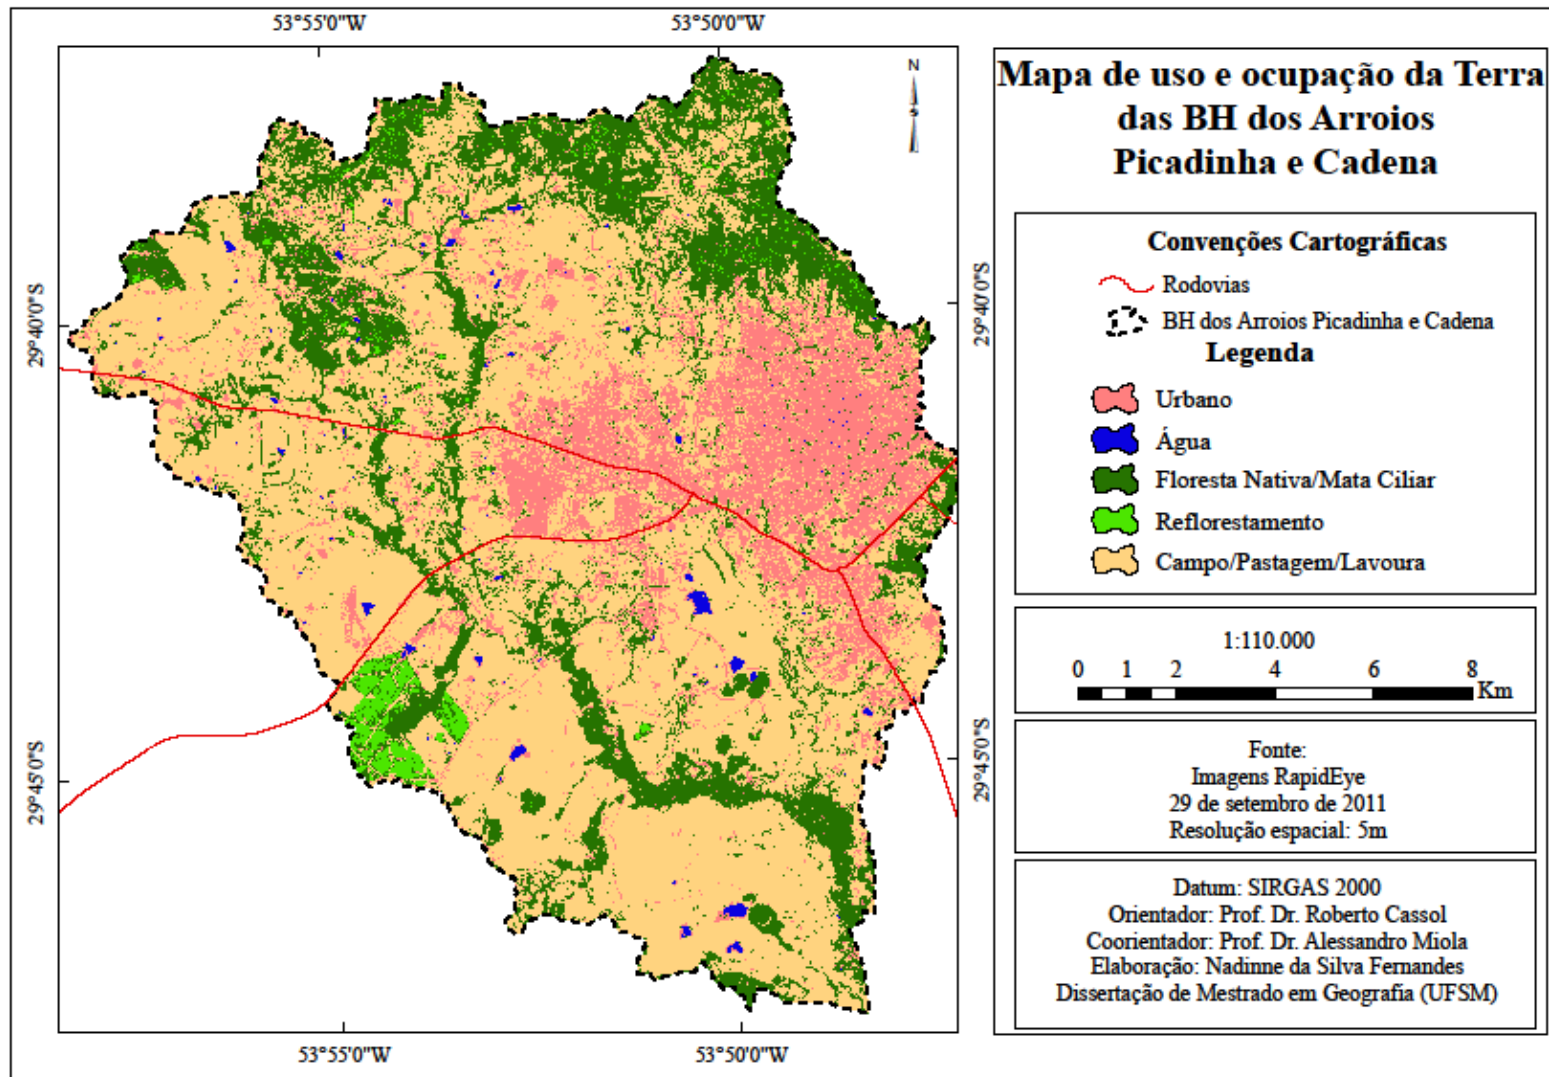 53°55'0"W
53°50'0"W
N
S
29°40'0"S
29°40'0"S
29°45'0"S
29°45'0"S
53°55'0"W
53°50'0"W
Mapa de uso e ocupação da Terra
das BH dos Arroios
Picadinha e Cadena
Convenções Cartográficas
Rodovias
BH dos Arroios Picadinha e Cadena
Legenda
Urbano
Água
Floresta Nativa/Mata Ciliar
Reflorestamento
Campo/Pastagem/Lavoura
1:110.000
0 1 2 4 6 8
Km
Fonte:
Imagens RapidEye
29 de setembro de 2011
Resolução espacial: 5m
Datum: SIRGAS 2000
Orientador: Prof. Dr. Roberto Cassol
Coorientador: Prof. Dr. Alessandro Miola
Elaboração: Nadinne da Silva Fernandes
Dissertação de Mestrado em Geografia (UFSM)